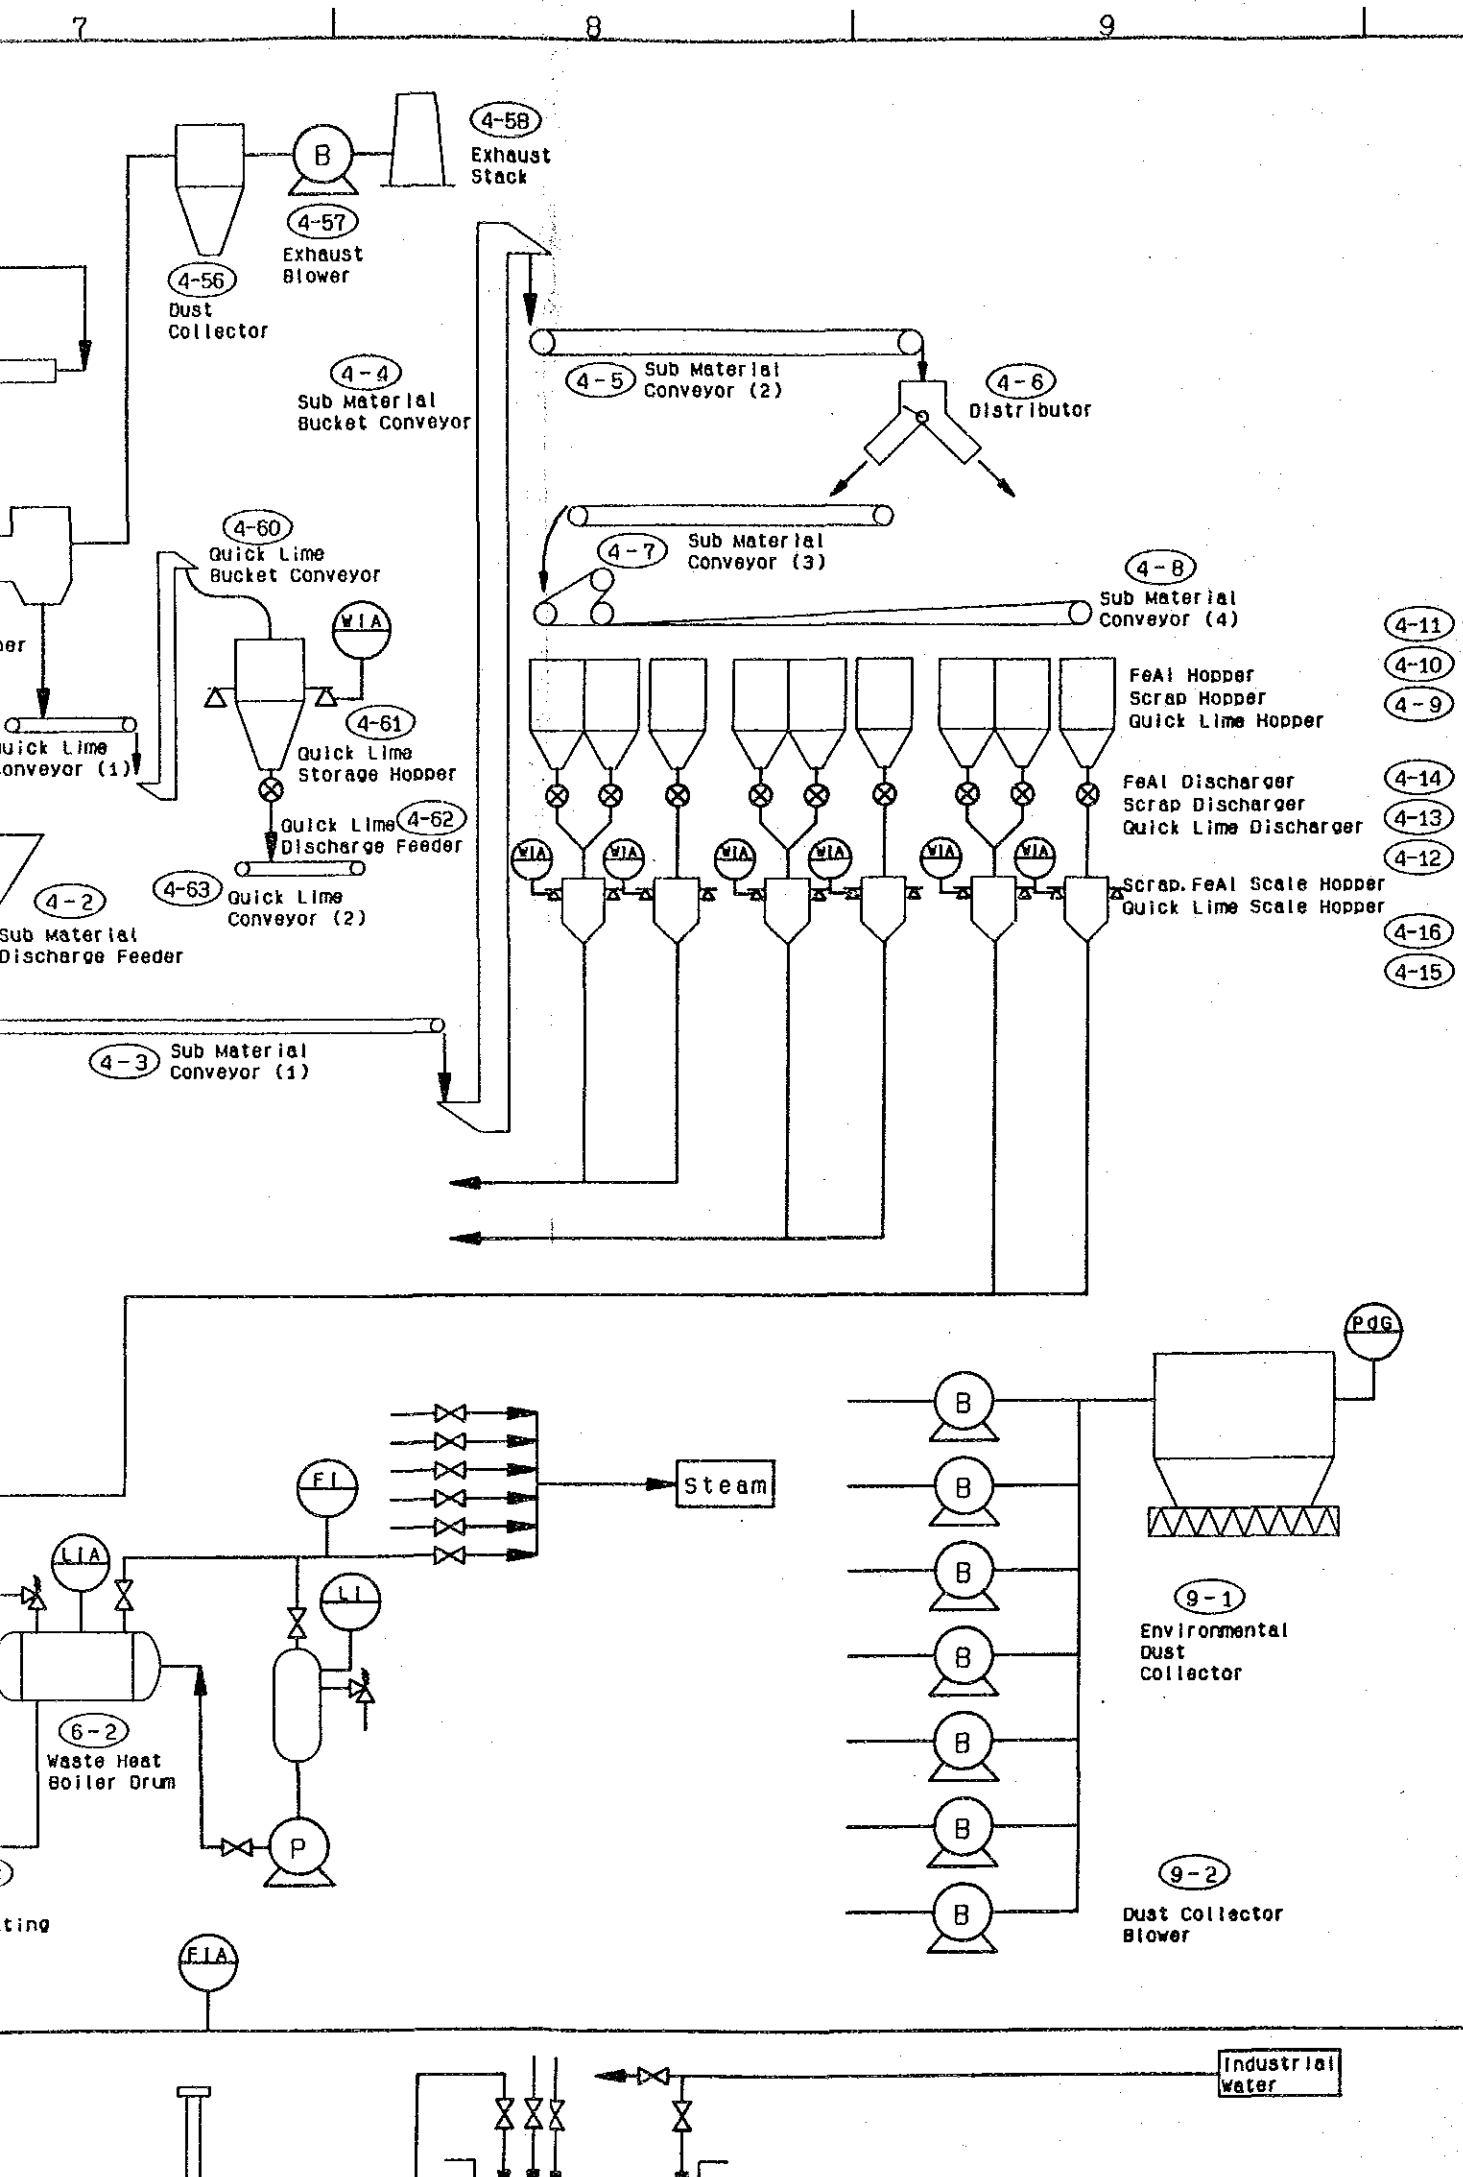 7
8
9
4-58
Exhaust
Stack
B
4-57
Exhaust
Blower
4-56
Dust
Collector
4-4
Sub Material
Bucket Conveyor
4-5
Sub Material
Conveyor (2)
4-6
Distributor
4-60
Quick Lime
Bucket Conveyor
4-7
Sub Material
Conveyor (3)
4-8
Sub Material
Conveyor (4)
WIA
4-11
4-10
4-9
FeAl Hopper
Scrap Hopper
Quick Lime Hopper
4-61
Quick Lime
Storage Hopper
Conveyor (1)
4-14
4-13
4-12
FeAl Discharger
Scrap Discharger
Quick Lime Discharger
4-62
Quick Lime
Discharge Feeder
WIA
WIA
WIA
WIA
WIA
WIA
4-63
Quick Lime
Conveyor (2)
4-2
Sub Material
Discharge Feeder
Scrap.FeAl Scale Hopper
Quick Lime Scale Hopper
4-16
4-15
4-3
Sub Material
Conveyor (1)
PdG
B
B
B
B
B
B
B
FI
Steam
LIA
LI
9-1
Environmental
Dust
Collector
6-2
Waste Heat
Boiler Drum
P
9-2
Dust Collector
Blower
FIA
Industrial
Water